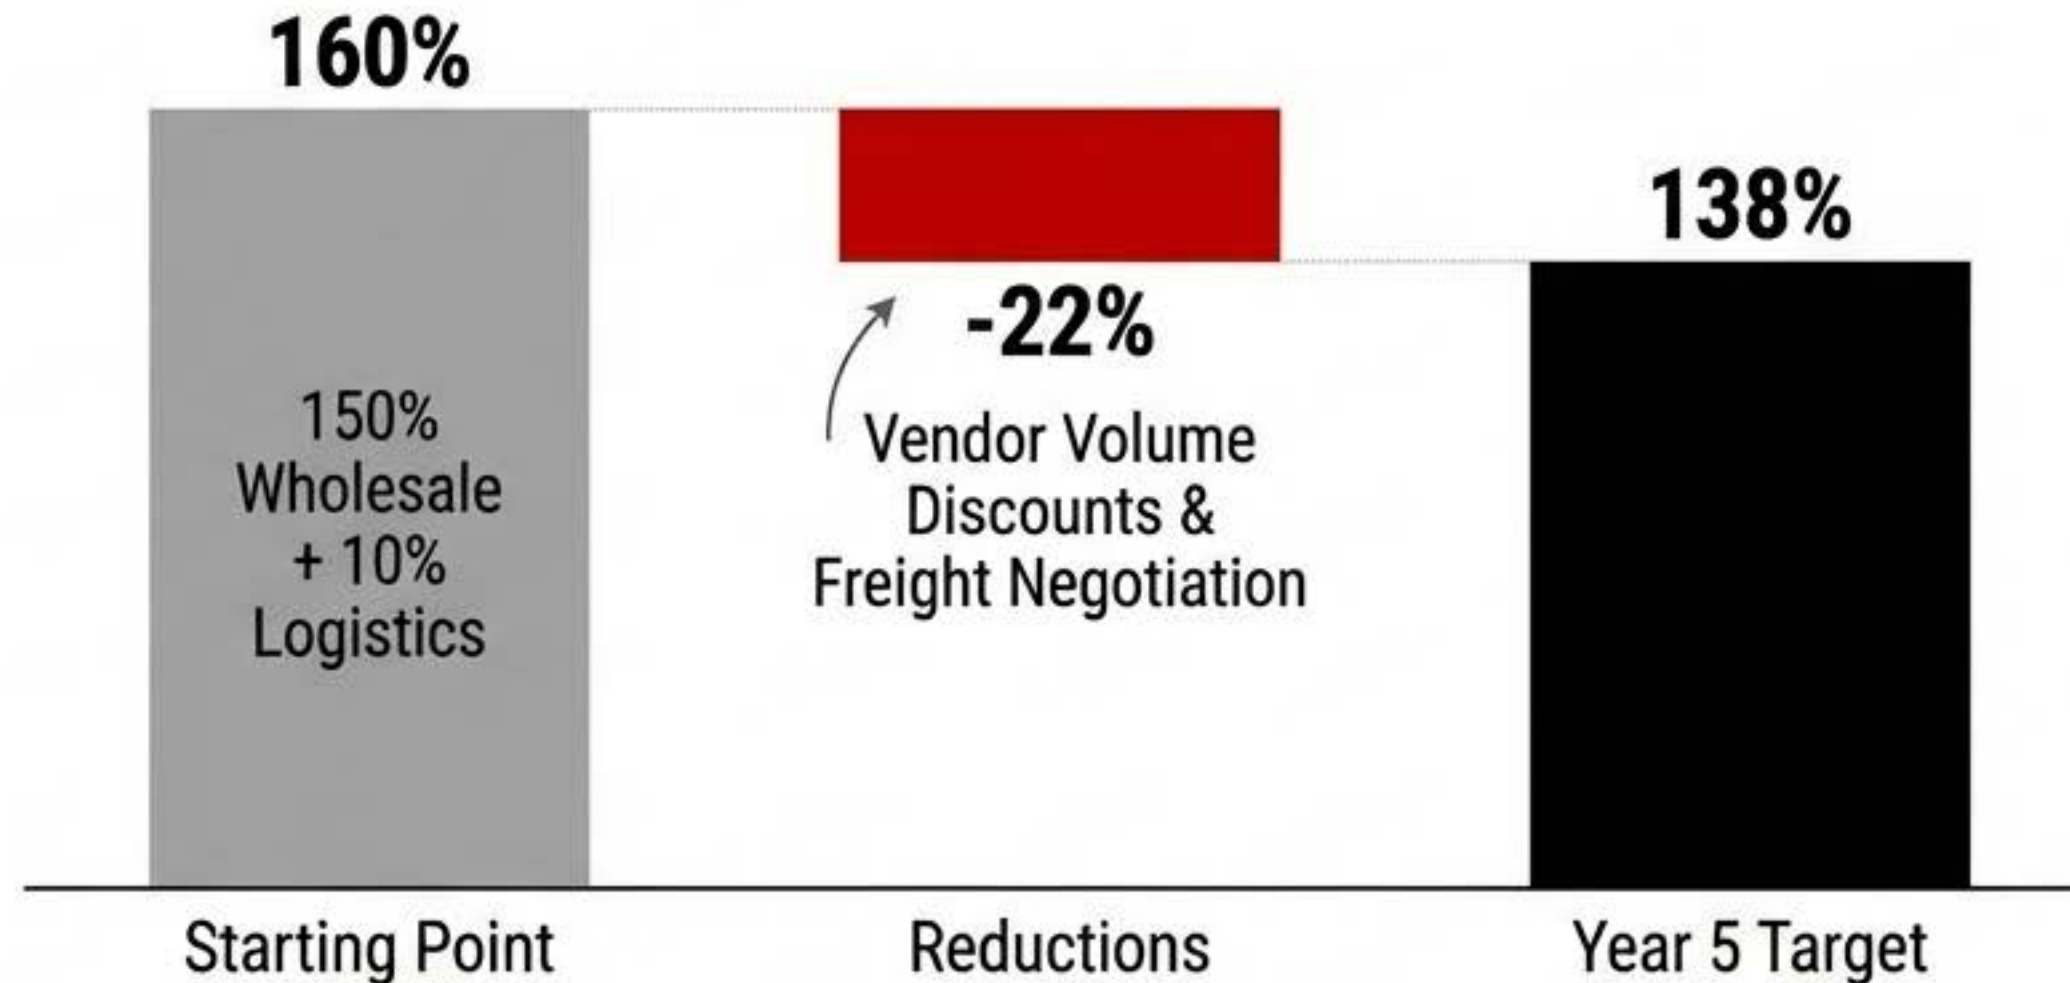 160%
150%
Wholesale
+ 10%
Logistics
Starting Point
-22%
Vendor Volume
Discounts &
Freight Negotiation
Reductions
138%
Year 5 Target